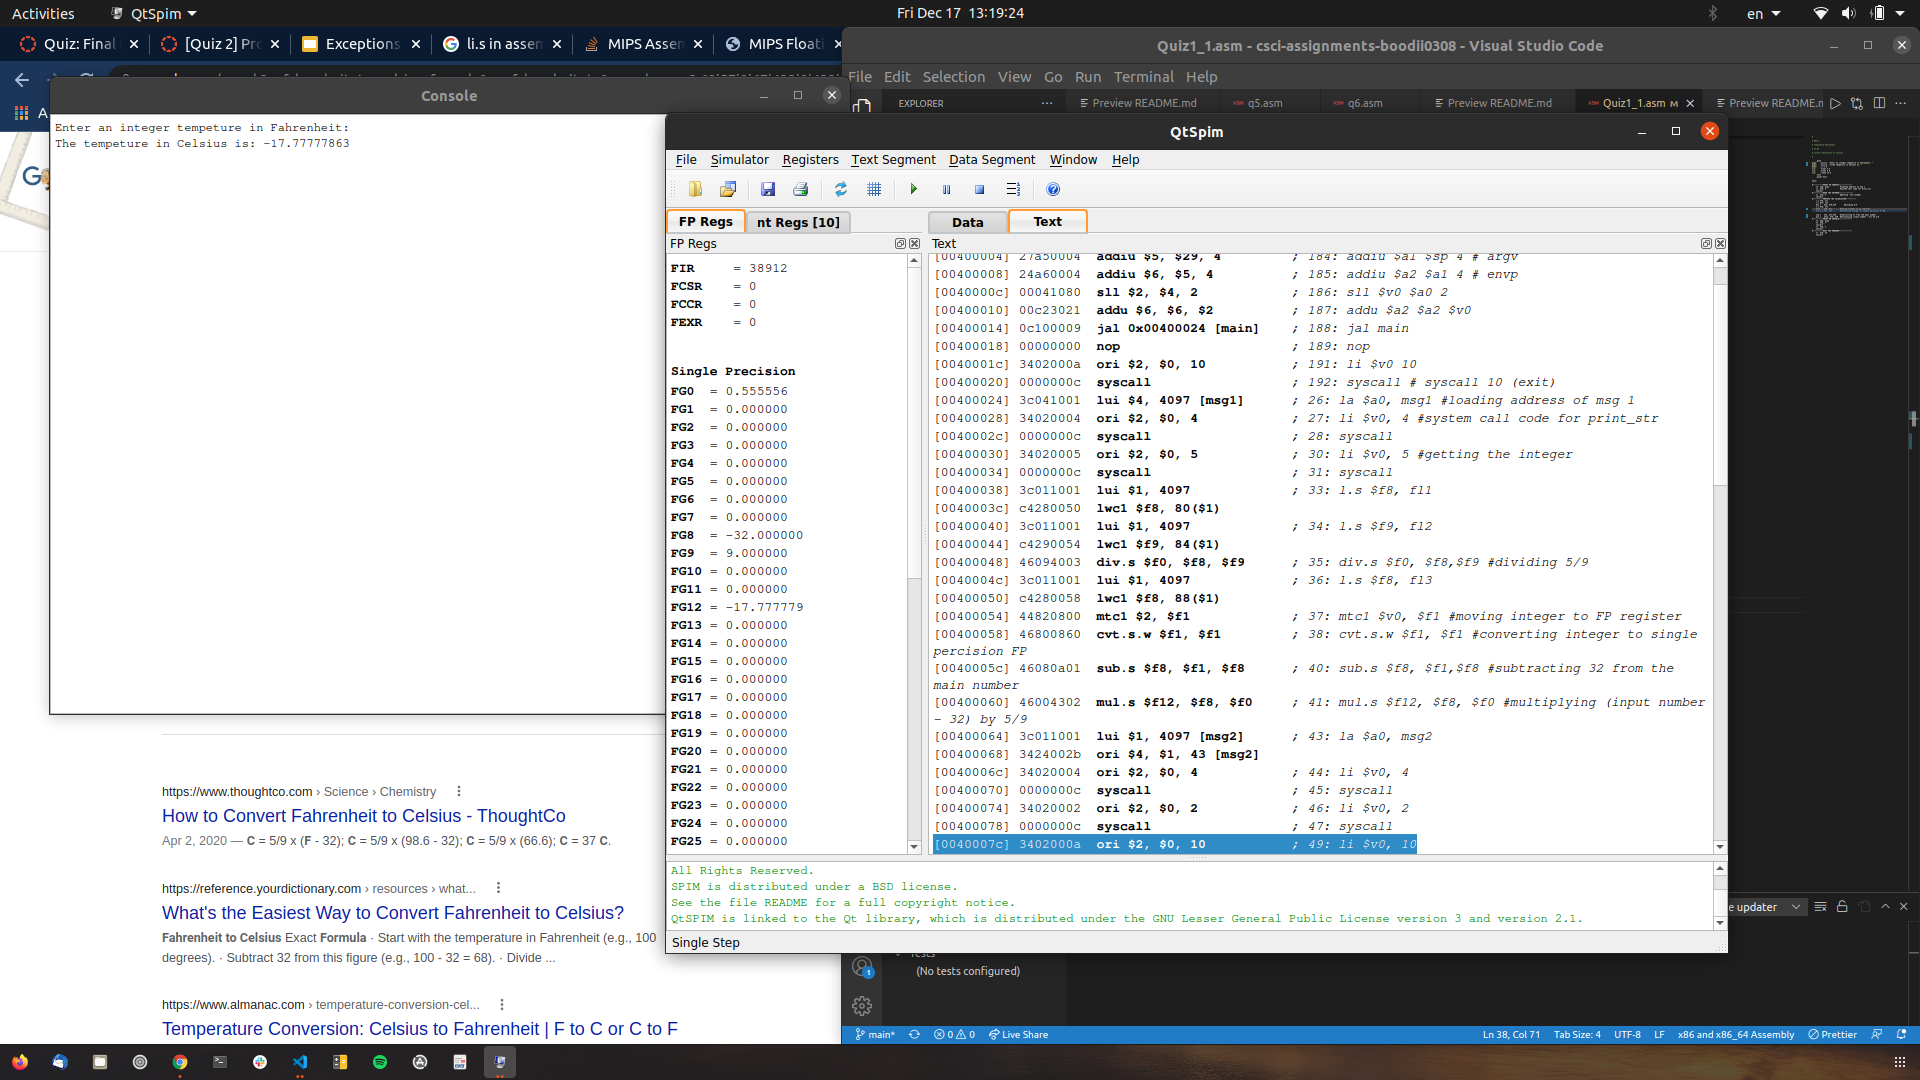 Activities
QtSpim
Fri Dec 17 13:19:24
en
Quiz: Final
[Quiz 2] Pr
Exceptions
li.s in assem
MIPS Assem
MIPS Floati
Quiz1_1.asm - csci-assignments-boodii0308 - Visual Studio Code
File Edit Selection View Go Run Terminal Help
EXPLORER
Preview README.md
q5.asm
q6.asm
Preview README.md
Quiz1_1.asm M
Preview README.m
Console
Enter an integer tempeture in Fahrenheit:
The tempeture in Celsius is: -17.77777863
QtSpim
File Simulator Registers Text Segment Data Segment Window Help
FP Regs
nt Regs [10]
Data
Text
FP Regs
Text
FIR = 38912
FCSR = 0
FCCR = 0
FEXR = 0
Single Precision
FG0 = 0.555556
FG1 = 0.000000
FG2 = 0.000000
FG3 = 0.000000
FG4 = 0.000000
FG5 = 0.000000
FG6 = 0.000000
FG7 = 0.000000
FG8 = -32.000000
FG9 = 9.000000
FG10 = 0.000000
FG11 = 0.000000
FG12 = -17.777779
FG13 = 0.000000
FG14 = 0.000000
FG15 = 0.000000
FG16 = 0.000000
FG17 = 0.000000
FG18 = 0.000000
FG19 = 0.000000
FG20 = 0.000000
FG21 = 0.000000
FG22 = 0.000000
FG23 = 0.000000
FG24 = 0.000000
FG25 = 0.000000
[00400004] 27a50004 addiu $5, $29, 4 ; 184: addiu $a1 $sp 4 # argv
[00400008] 24a60004 addiu $6, $5, 4 ; 185: addiu $a2 $a1 4 # envp
[0040000c] 00041080 sll $2, $4, 2 ; 186: sll $v0 $a0 2
[00400010] 00c23021 addu $6, $6, $2 ; 187: addu $a2 $a2 $v0
[00400014] 0c100009 jal 0x00400024 [main] ; 188: jal main
[00400018] 00000000 nop ; 189: nop
[0040001c] 3402000a ori $2, $0, 10 ; 191: li $v0 10
[00400020] 0000000c syscall ; 192: syscall # syscall 10 (exit)
[00400024] 3c041001 lui $4, 4097 [msg1] ; 26: la $a0, msg1 #loading address of msg 1
[00400028] 34020004 ori $2, $0, 4 ; 27: li $v0, 4 #system call code for print_str
[0040002c] 0000000c syscall ; 28: syscall
[00400030] 34020005 ori $2, $0, 5 ; 30: li $v0, 5 #getting the integer
[00400034] 0000000c syscall ; 31: syscall
[00400038] 3c011001 lui $1, 4097 ; 33: l.s $f8, fl1
[0040003c] c4280050 lwc1 $f8, 80($1)
[00400040] 3c011001 lui $1, 4097 ; 34: l.s $f9, fl2
[00400044] c4290054 lwc1 $f9, 84($1)
[00400048] 46094003 div.s $f0, $f8, $f9 ; 35: div.s $f0, $f8,$f9 #dividing 5/9
[0040004c] 3c011001 lui $1, 4097 ; 36: l.s $f8, fl3
[00400050] c4280058 lwc1 $f8, 88($1)
[00400054] 44820800 mtc1 $2, $f1 ; 37: mtc1 $v0, $f1 #moving integer to FP register
[00400058] 46800860 cvt.s.w $f1, $f1 ; 38: cvt.s.w $f1, $f1 #converting integer to single
percision FP
[0040005c] 46080a01 sub.s $f8, $f1, $f8 ; 40: sub.s $f8, $f1,$f8 #subtracting 32 from the
main number
[00400060] 46004302 mul.s $f12, $f8, $f0 ; 41: mul.s $f12, $f8, $f0 #multiplying (input number
- 32) by 5/9
[00400064] 3c011001 lui $1, 4097 [msg2] ; 43: la $a0, msg2
[00400068] 3424002b ori $4, $1, 43 [msg2]
[0040006c] 34020004 ori $2, $0, 4 ; 44: li $v0, 4
[00400070] 0000000c syscall ; 45: syscall
[00400074] 34020002 ori $2, $0, 2 ; 46: li $v0, 2
[00400078] 0000000c syscall ; 47: syscall
[0040007c] 3402000a ori $2, $0, 10 ; 49: li $v0, 10
All Rights Reserved.
SPIM is distributed under a BSD license.
See the file README for a full copyright notice.
QtSPIM is linked to the Qt library, which is distributed under the GNU Lesser General Public License version 3 and version 2.1.
Single Step
https://www.thoughtco.com › Science › Chemistry
How to Convert Fahrenheit to Celsius - ThoughtCo
Apr 2, 2020 — C = 5/9 x (F - 32); C = 5/9 x (98.6 - 32); C = 5/9 x (66.6); C = 37 C.
https://reference.yourdictionary.com › resources › what...
What's the Easiest Way to Convert Fahrenheit to Celsius?
Fahrenheit to Celsius Exact Formula · Start with the temperature in Fahrenheit (e.g., 100
degrees). · Subtract 32 from this figure (e.g., 100 - 32 = 68). · Divide ...
https://www.almanac.com › temperature-conversion-cel...
Temperature Conversion: Celsius to Fahrenheit | F to C or C to F
e updater
Tests
(No tests configured)
1
main*
0 0
Live Share
Ln 38, Col 71
Tab Size: 4
UTF-8
LF
x86 and x86_64 Assembly
Prettier